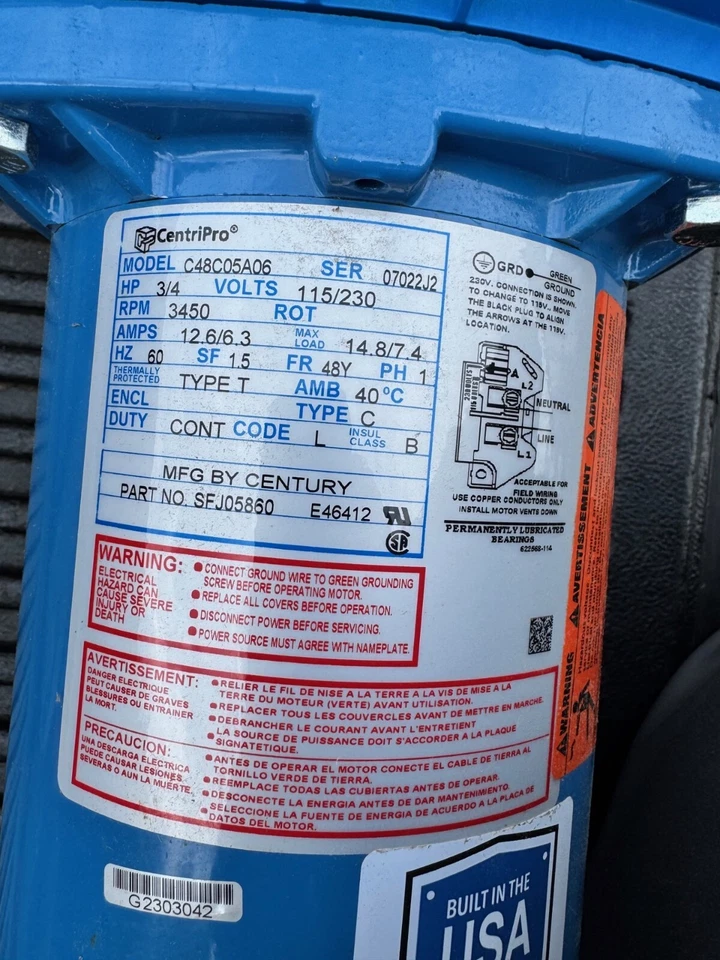 CentriPro®
MODEL C48C05A06 SER 07022J2
HP 3/4 VOLTS 115/230
RPM 3450 ROT
AMPS 12.6/6.3 MAX LOAD 14.8/7.4
HZ 60 SF 1.5 FR 48Y PH 1
THERMALLY PROTECTED TYPE T AMB 40°C
ENCL TYPE C
DUTY CONT CODE L INSUL CLASS B
MFG BY CENTURY
PART NO. SFJ05860 E46412
GRD GREEN GROUND
230V. CONNECTION IS SHOWN.
TO CHANGE TO 115V.. MOVE
THE BLACK PLUG TO ALIGN
THE ARROWS AT THE 115V.
LOCATION.
A
L2
NEUTRAL
LINE
L1
ACCEPTABLE FOR
FIELD WIRING
USE COPPER CONDUCTORS ONLY
INSTALL MOTOR VENTS DOWN
PERMANENTLY LUBRICATED
BEARINGS
WARNING:
ELECTRICAL
HAZARD CAN
CAUSE SEVERE
INJURY OR
DEATH
● CONNECT GROUND WIRE TO GREEN GROUNDING
SCREW BEFORE OPERATING MOTOR.
● REPLACE ALL COVERS BEFORE OPERATION.
● DISCONNECT POWER BEFORE SERVICING.
● POWER SOURCE MUST AGREE WITH NAMEPLATE.
AVERTISSEMENT:
DANGER ELECTRIQUE
PEUT CAUSER DE GRAVES
BLESSURES OU ENTRAINER
LA MORT.
● RELIER LE FIL DE NISE A LA TERRE A LA VIS DE MISE A LA
TERRE DU MOTEUR (VERTE) AVANT UTILISATION.
● REPLACER TOUS LES COUVERCLES AVANT DE METTRE EN MARCHE.
● DEBRANCHER LE COURANT AVANT L'ENTRETIENT
● LA SOURCE DE PUISSANCE DOIT S'ACCORDER A LA PLAQUE
SIGNATETIQUE.
PRECAUCION:
UNA DESCARGA ELECTRICA
PUEDE CAUSAR LESIONES
SEVERAS O AUN LA MUERTE.
● ANTES DE OPERAR EL MOTOR CONECTE EL CABLE DE TIERRA AL
TORNILLO VERDE DE TIERRA.
● REEMPLACE TODAS LAS CUBIERTAS ANTES DE OPERAR.
● DESCONECTE LA ENERGIA ANTES DE DAR MANTENIMIENTO
● SELECCIONE LA FUENTE DE ENERGIA DE ACUERDO A LA PLACA DE
DATOS DEL MOTOR.
WARNING AVERTISSEMENT ADVERTENCIA
G2303042
BUILT IN THE
USA